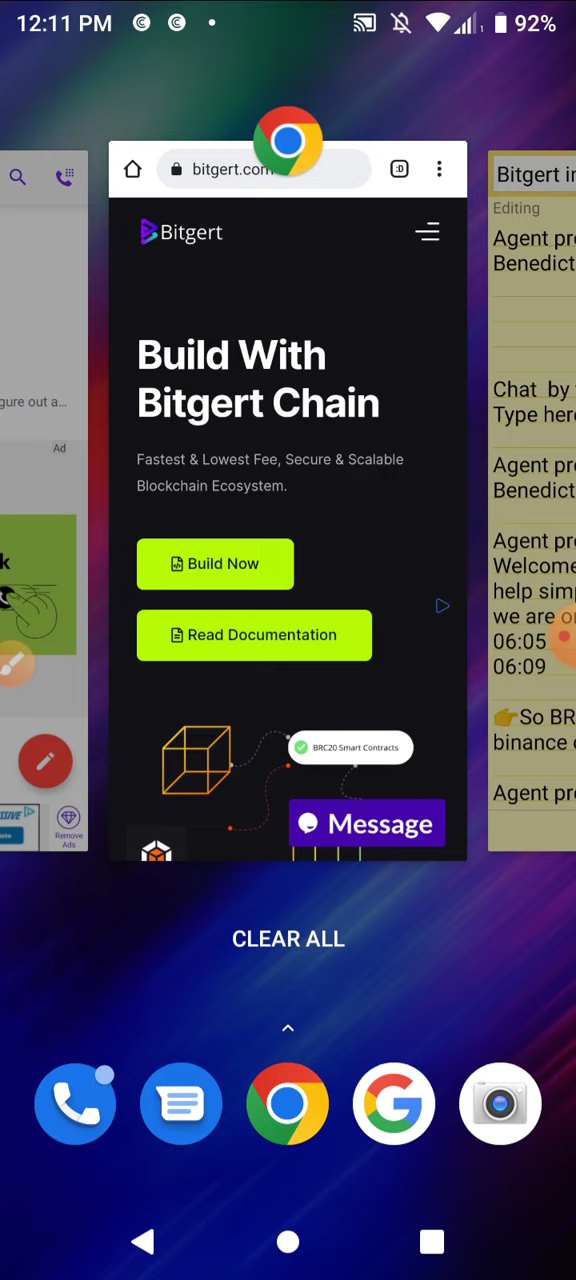 12:11 PM
92%
bitgert.com
:D
Bitgert
Build With
Bitgert Chain
Fastest & Lowest Fee, Secure & Scalable
Blockchain Ecosystem.
Build Now
Read Documentation
BRC20 Smart Contracts
Message
gure out a...
Ad
k
Remove
Ads
Bitgert in
Editing
Agent pr
Benedict
Chat by
Type her
Agent pr
Benedict
Agent pr
Welcome
help sim
we are o
06:05
06:09
👉So BR
binance
Agent pr
CLEAR ALL